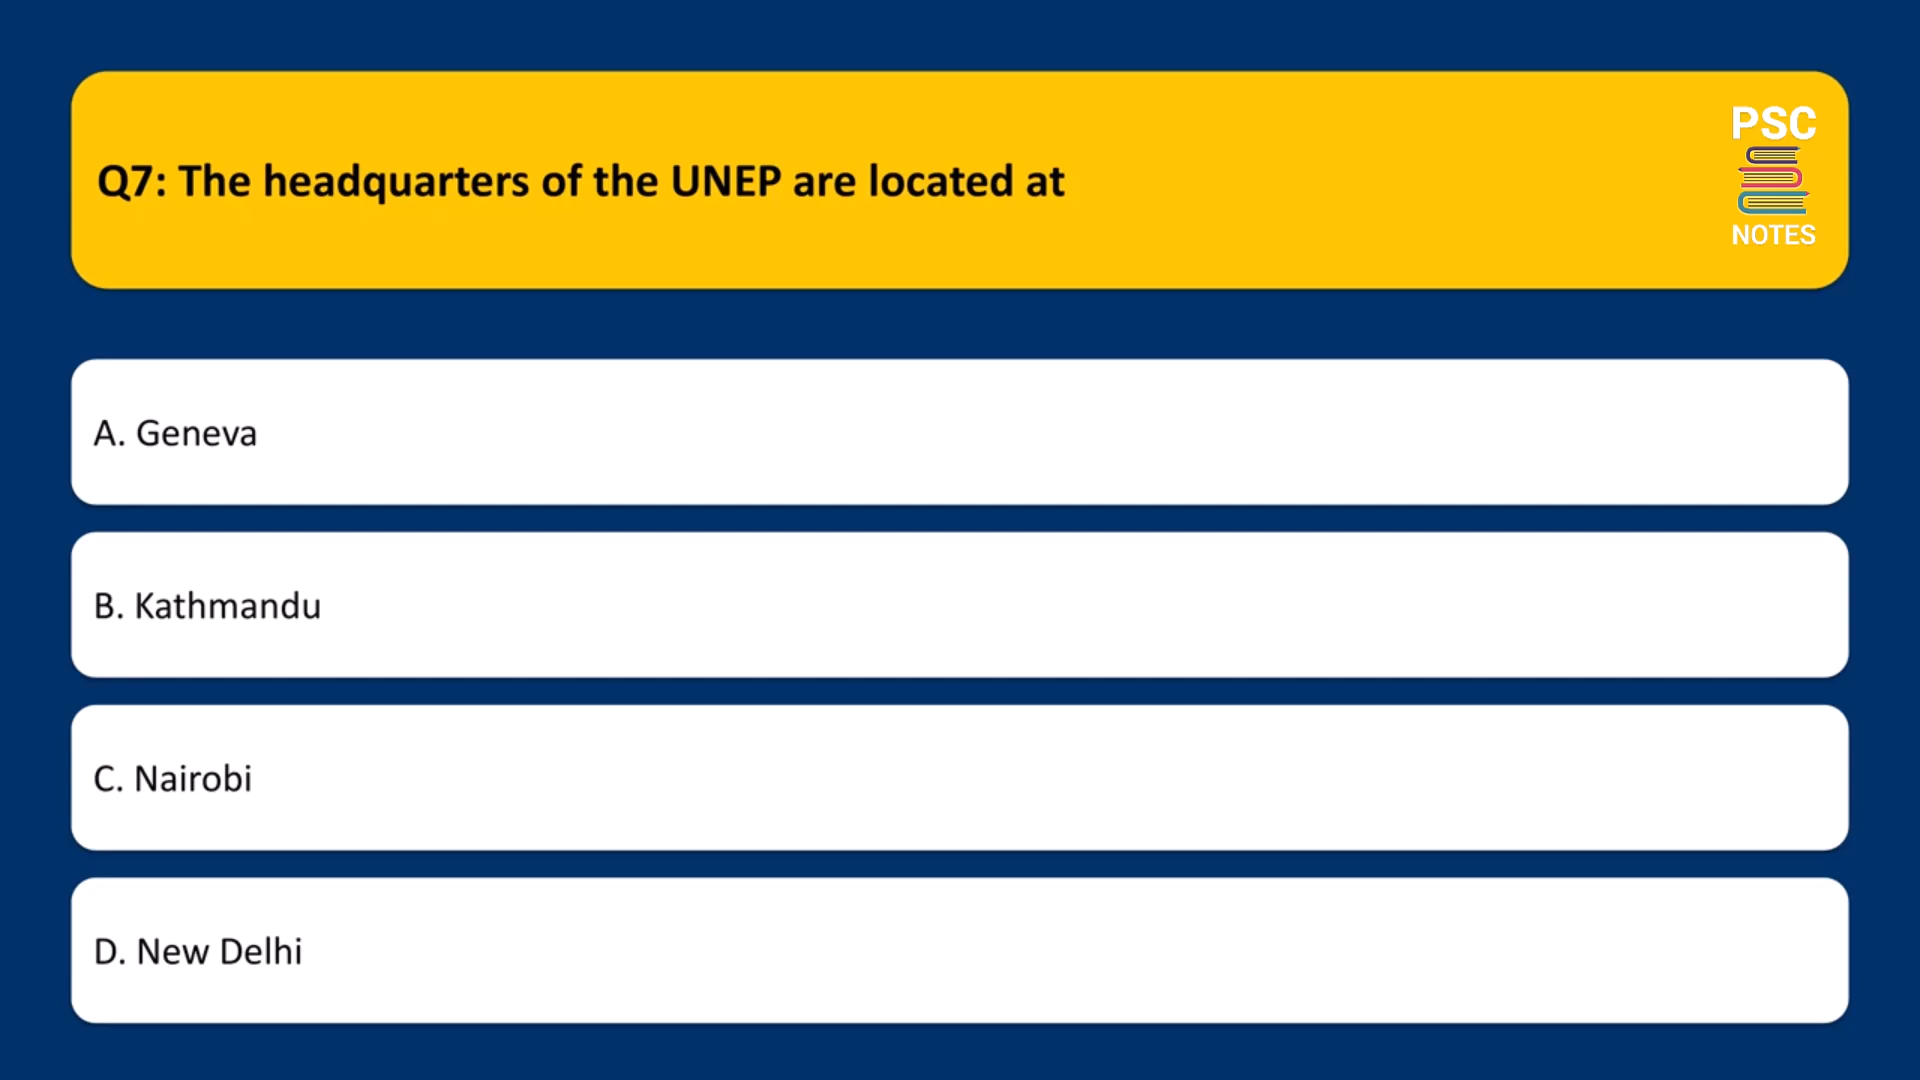 PSC
NOTES
Q7: The headquarters of the UNEP are located at
A. Geneva
B. Kathmandu
C. Nairobi
D. New Delhi